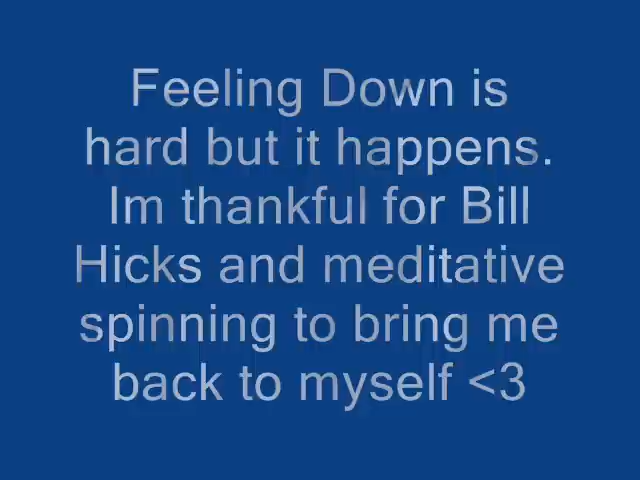 Feeling Down is
hard but it happens.
Im thankful for Bill
Hicks and meditative
spinning to bring me
back to myself <3